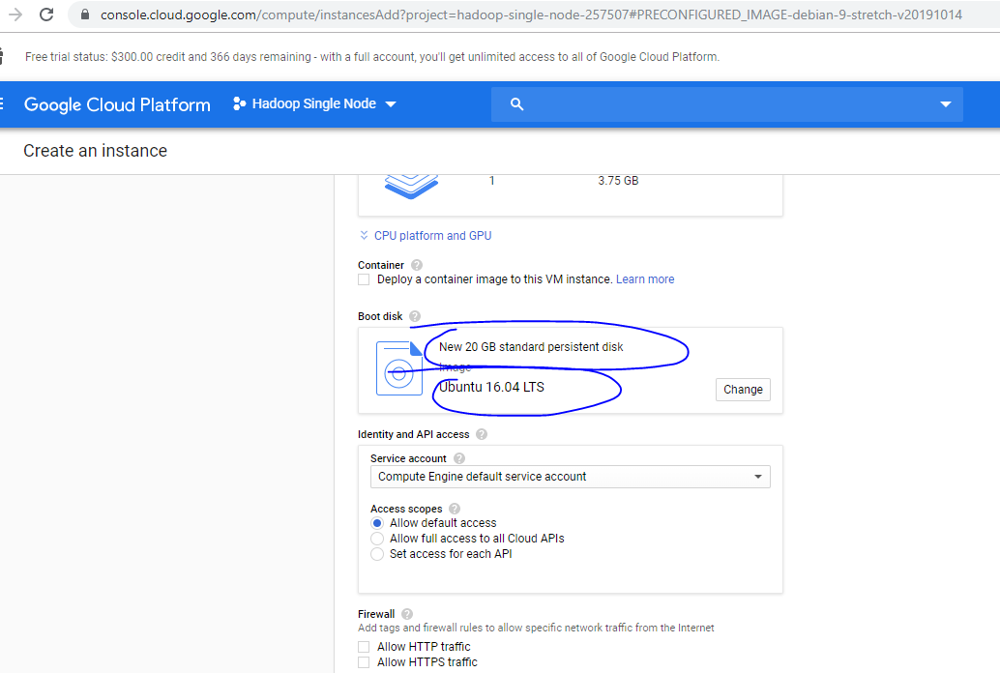 console.cloud.google.com/compute/instancesAdd?project=hadoop-single-node-257507#PRECONFIGURED_IMAGE-debian-9-stretch-v20191014
Free trial status: $300.00 credit and 366 days remaining - with a full account, you'll get unlimited access to all of Google Cloud Platform.
Google Cloud Platform Hadoop Single Node
Create an instance
1 3.75 GB
CPU platform and GPU
Container ?
Deploy a container image to this VM instance. Learn more
Boot disk ?
New 20 GB standard persistent disk
Image
Ubuntu 16.04 LTS
Change
Identity and API access ?
Service account ?
Compute Engine default service account
Access scopes ?
Allow default access
Allow full access to all Cloud APIs
Set access for each API
Firewall ?
Add tags and firewall rules to allow specific network traffic from the Internet
Allow HTTP traffic
Allow HTTPS traffic